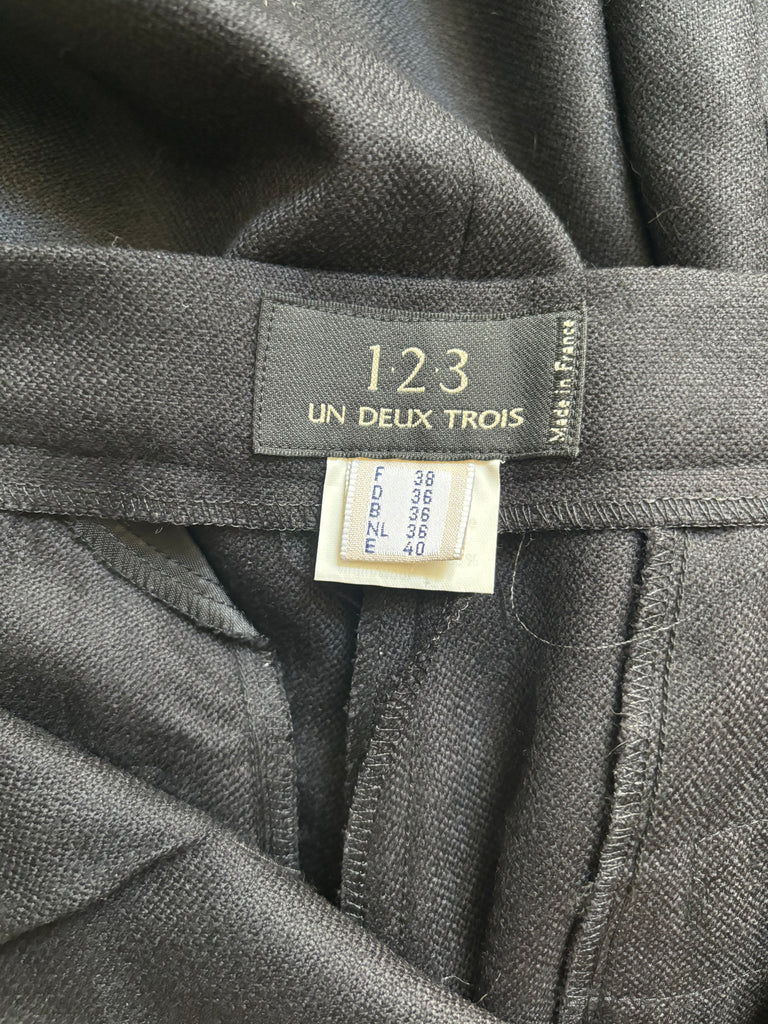 1·2·3
UN DEUX TROIS
Made in France
F 38
D 36
B 36
NL 36
E 40